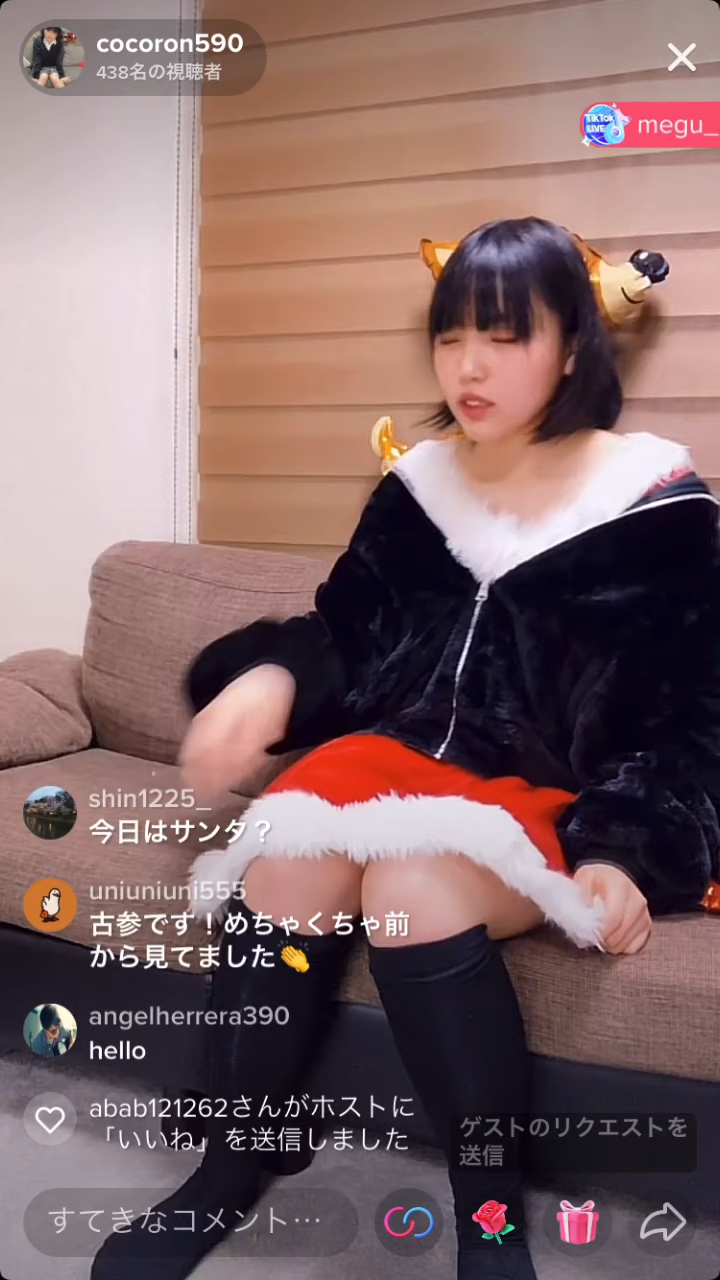 cocoron590
438名の視聴者
TikTok
LIVE
megu_
shin1225_
今日はサンタ？
uniuniuni555
古参です！めちゃくちゃ前
から見てました👏
angelherrera390
hello
abab121262さんがホストに
「いいね」を送信しました
ゲストのリクエストを
送信
すてきなコメント…